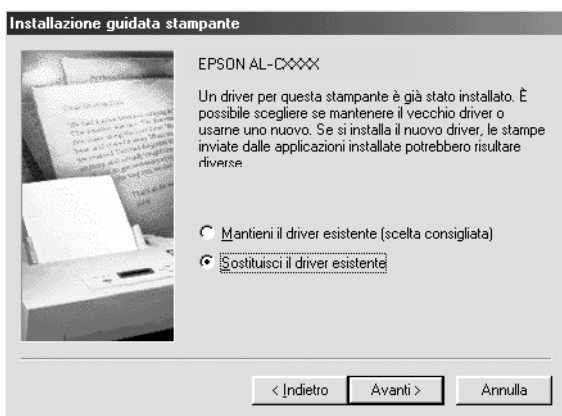 Installazione guidata stampante
EPSON AL-CXXXX
Un driver per questa stampante è già stato installato. È
possibile scegliere se mantenere il vecchio driver o
usarne uno nuovo. Se si installa il nuovo driver, le stampe
inviate dalle applicazioni installate potrebbero risultare
diverse
Mantieni il driver esistente (scelta consigliata)
Sostituisci il driver esistente
< Indietro
Avanti >
Annulla